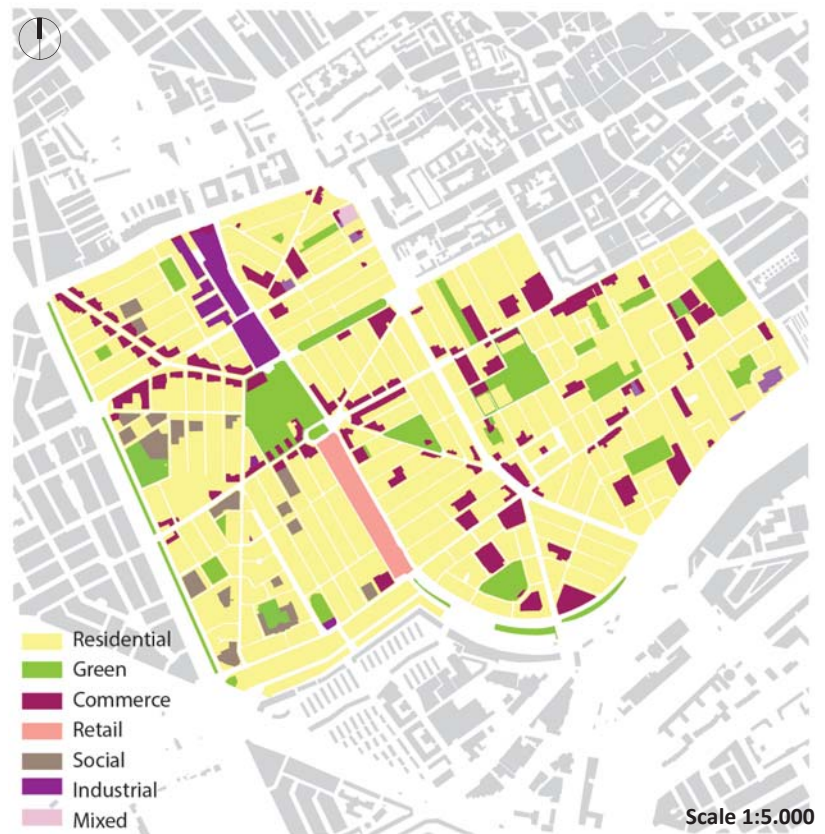 Residential
Green
Commerce
Retail
Social
Industrial
Mixed
Scale 1:5.000